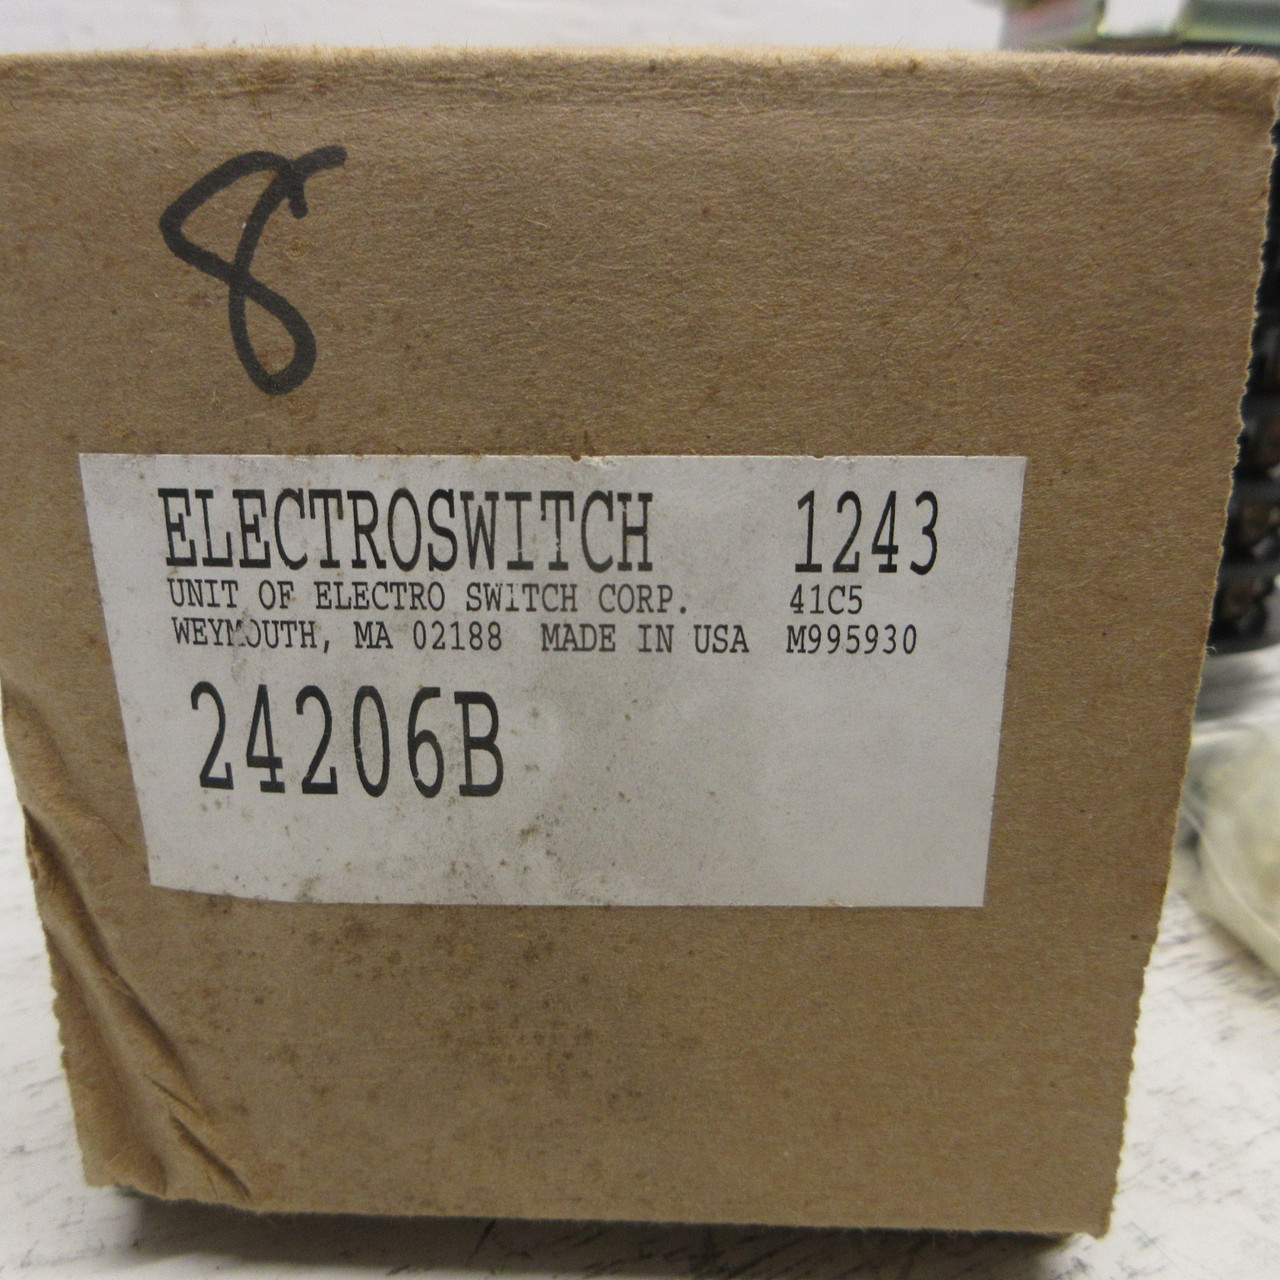 8
ELECTROSWITCH 1243
UNIT OF ELECTRO SWITCH CORP. 41C5
WEYMOUTH, MA 02188 MADE IN USA M995930
24206B